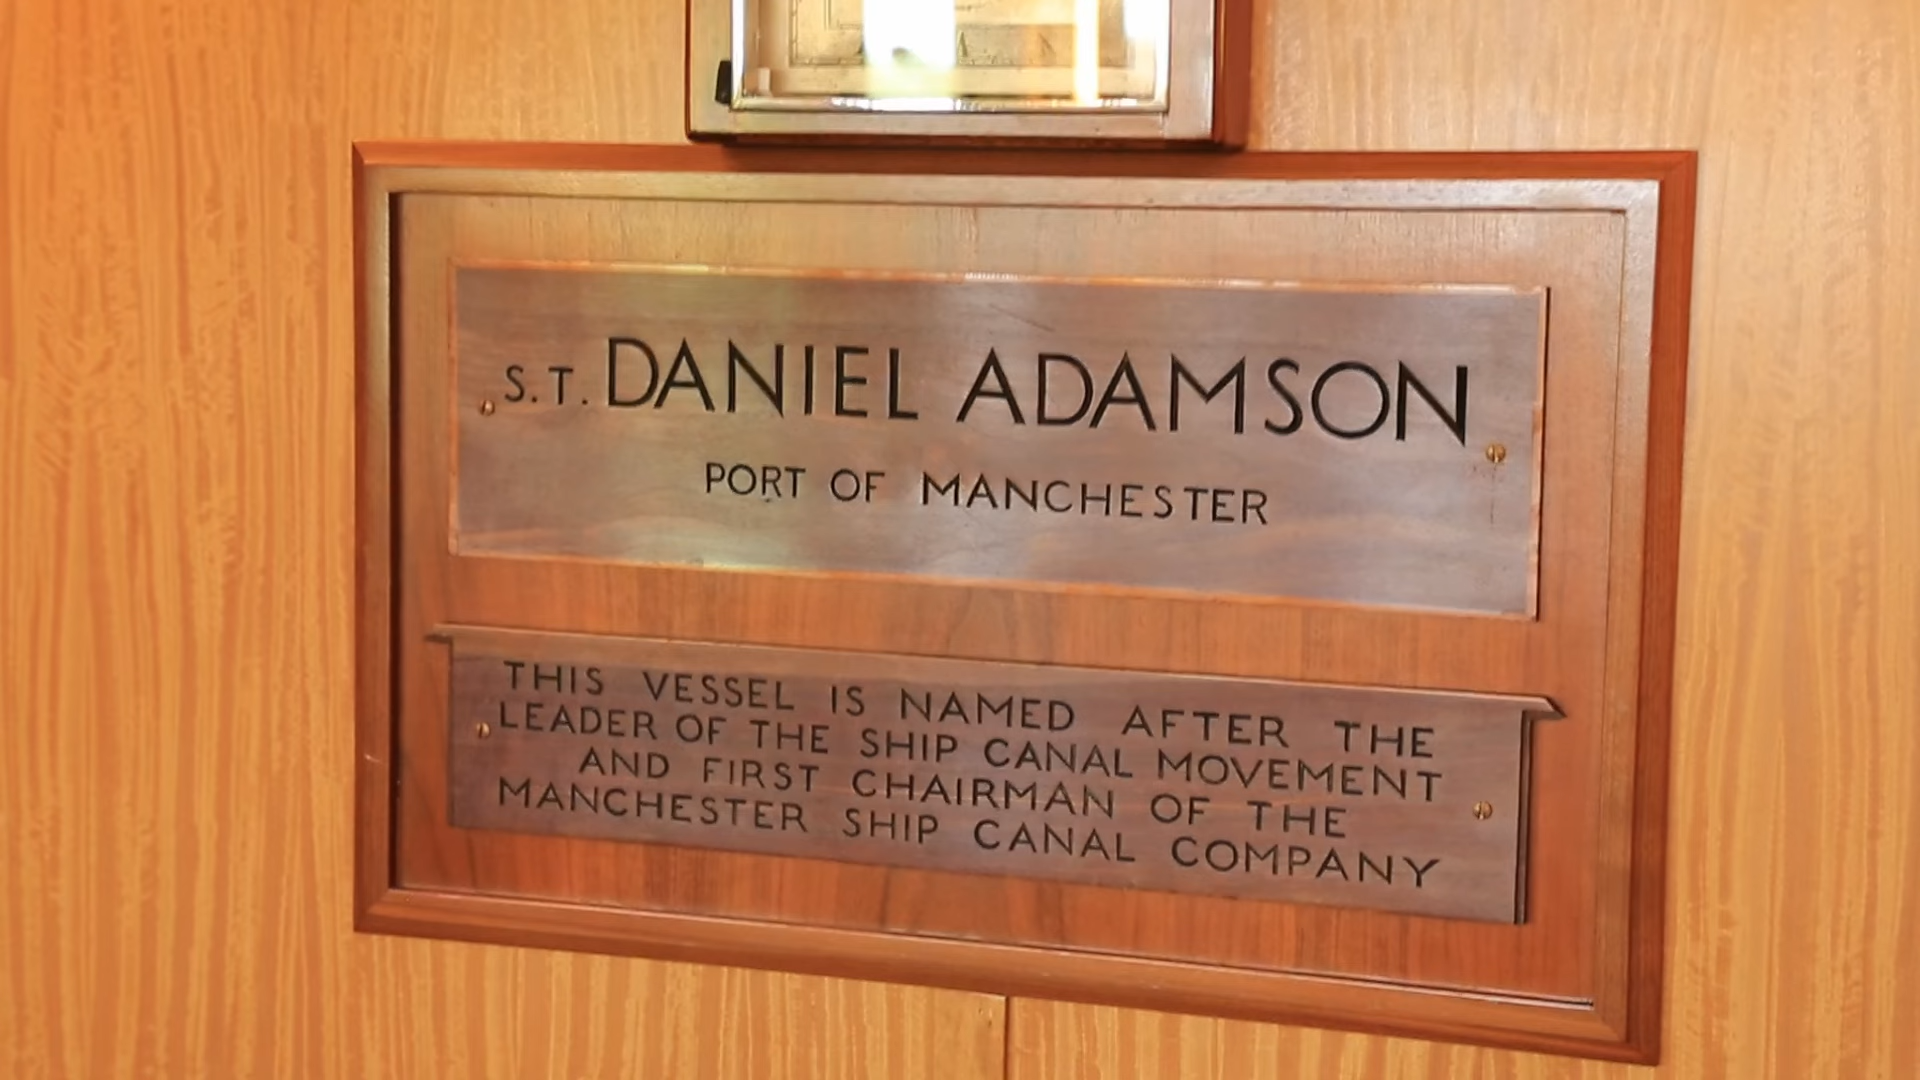 S.T. DANIEL ADAMSON
PORT OF MANCHESTER
THIS VESSEL IS NAMED AFTER THE
LEADER OF THE SHIP CANAL MOVEMENT
AND FIRST CHAIRMAN OF THE
MANCHESTER SHIP CANAL COMPANY